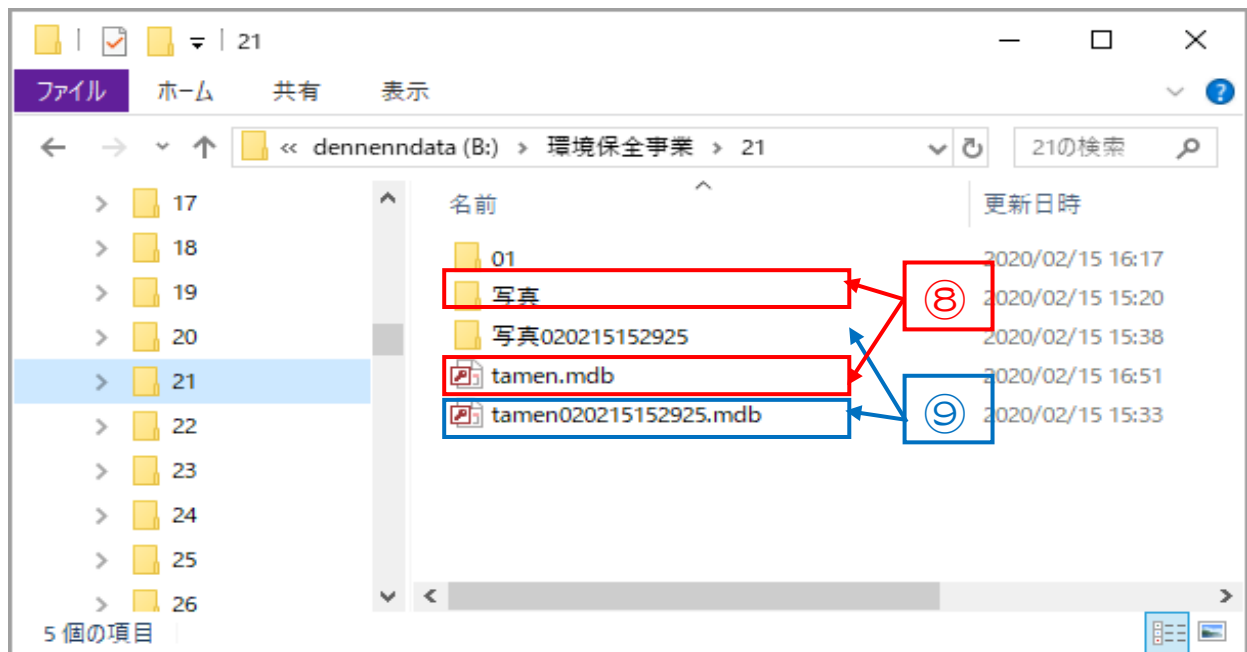 21
ファイル ホーム 共有 表示
« dennenndata (B:) > 環境保全事業 > 21 21の検索
名前 更新日時
17
18
19
20
21
22
23
24
25
26
01 2020/02/15 16:17
写真 2020/02/15 15:20
写真020215152925 2020/02/15 15:38
tamen.mdb 2020/02/15 16:51
tamen020215152925.mdb 2020/02/15 15:33
⑧
⑨
5 個の項目